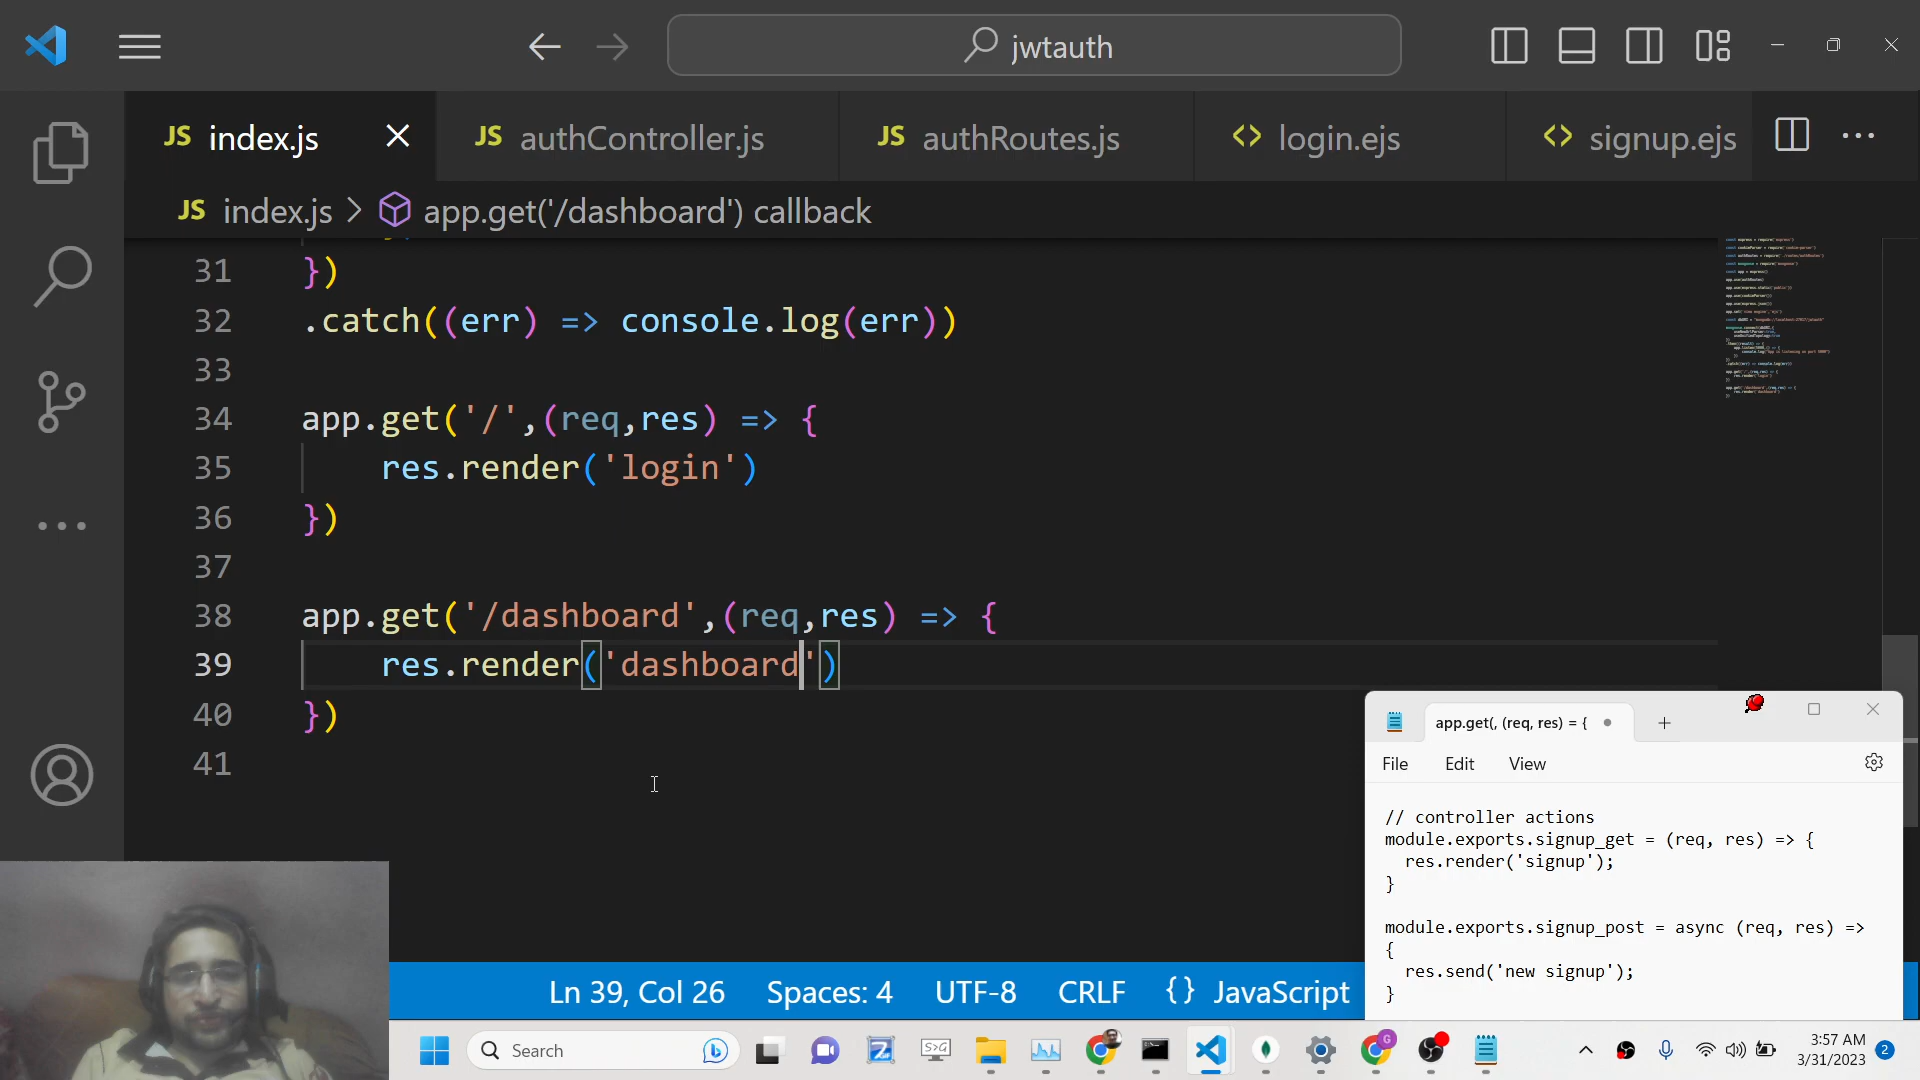 jwtauth
JS index.js
JS authController.js
JS authRoutes.js
<> login.ejs
<> signup.ejs
JS index.js > app.get('/dashboard') callback
31 })
32 .catch((err) => console.log(err))
33
34 app.get('/',(req,res) => {
35 res.render('login')
36 })
37
38 app.get('/dashboard',(req,res) => {
39 res.render('dashboard')
40 })
41
app.get(, (req, res) = {
File Edit View
// controller actions
module.exports.signup_get = (req, res) => {
res.render('signup');
}
module.exports.signup_post = async (req, res) =>
{
res.send('new signup');
}
Ln 39, Col 26 Spaces: 4 UTF-8 CRLF {} JavaScript
Search
3:57 AM
3/31/2023
2